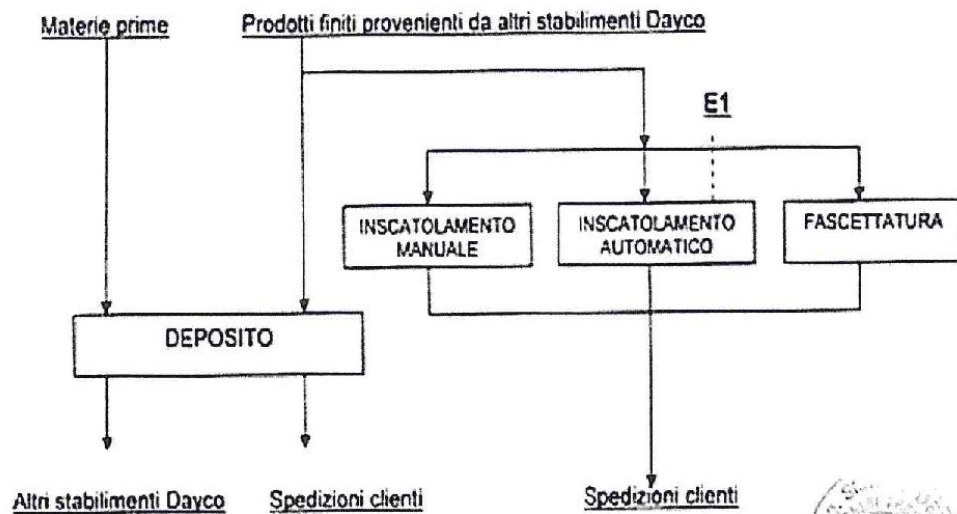 Materie prime
Prodotti finiti provenienti da altri stabilimenti Dayco
E1
INSCATOLAMENTO
MANUALE
INSCATOLAMENTO
AUTOMATICO
FASCETTATURA
DEPOSITO
Altri stabilimenti Dayco
Spedizioni clienti
Spedizioni clienti